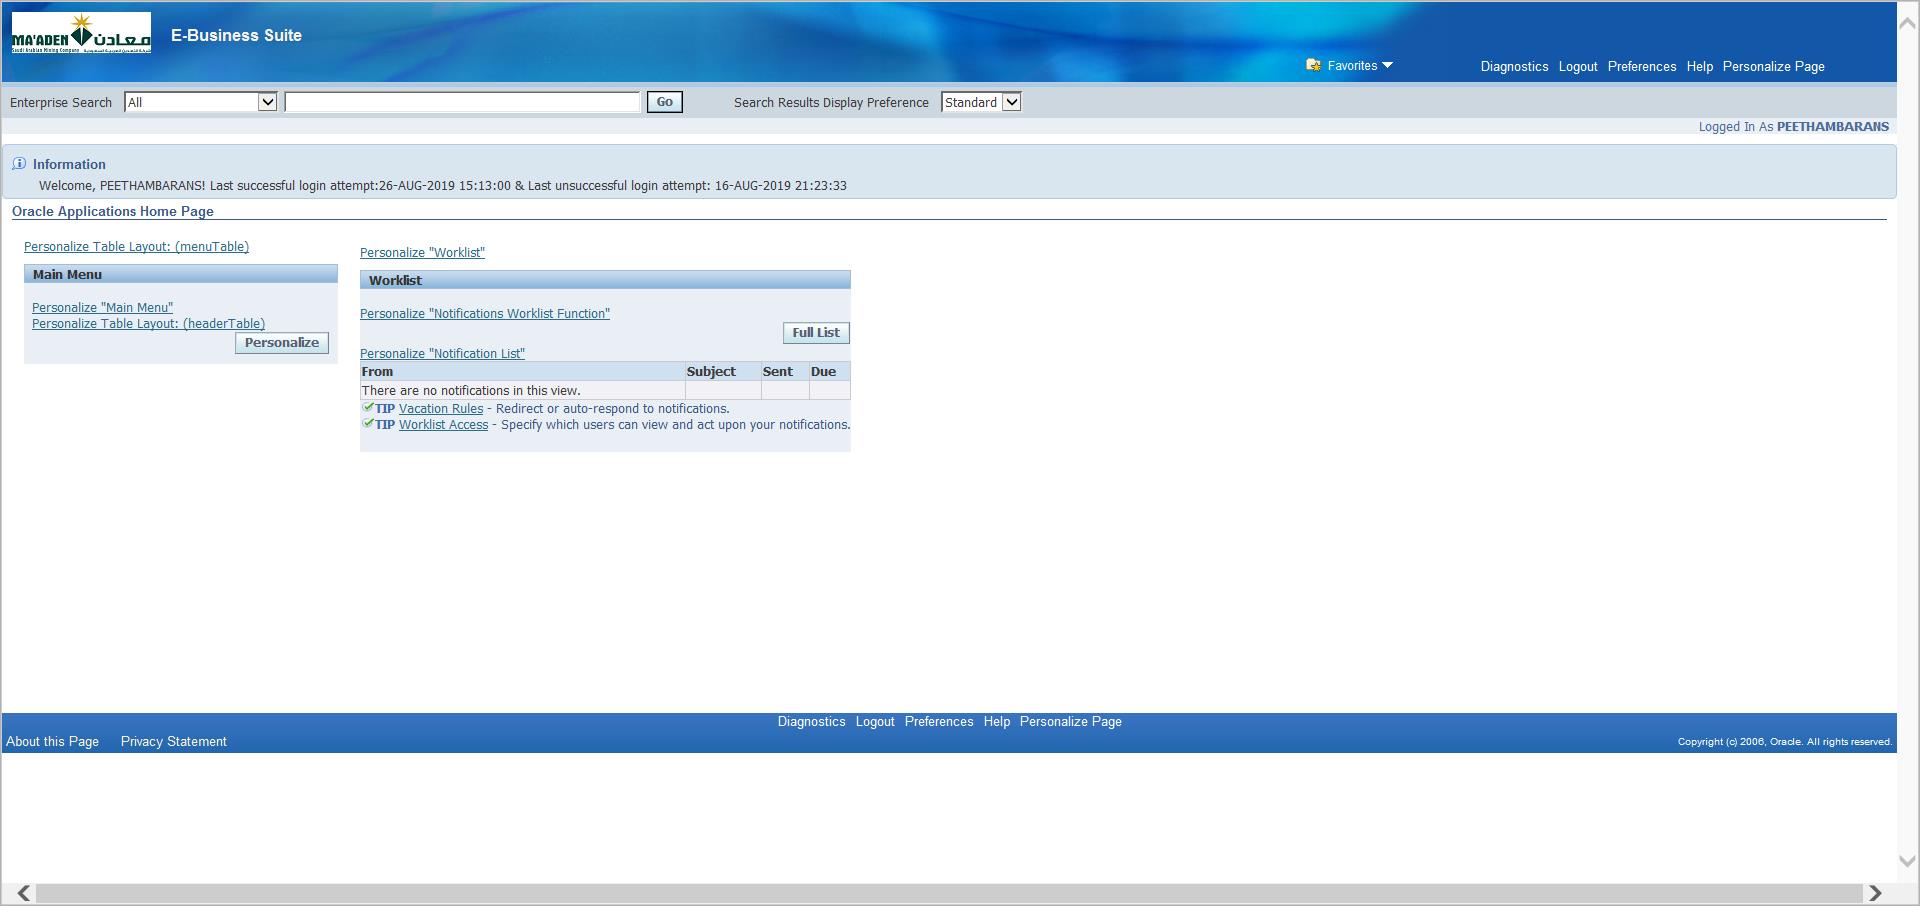 MA'ADEN معادن
Saudi Arabian Mining Company
E-Business Suite
Favorites
Diagnostics Logout Preferences Help Personalize Page
Enterprise Search All Go Search Results Display Preference Standard
Logged In As PEETHAMBARANS
Information
Welcome, PEETHAMBARANS! Last successful login attempt:26-AUG-2019 15:13:00 & Last unsuccessful login attempt: 16-AUG-2019 21:23:33
Oracle Applications Home Page
Personalize Table Layout: (menuTable)
Main Menu
Personalize "Main Menu"
Personalize Table Layout: (headerTable)
Personalize
Personalize "Worklist"
Worklist
Personalize "Notifications Worklist Function"
Full List
Personalize "Notification List"
From Subject Sent Due
There are no notifications in this view.
TIP Vacation Rules - Redirect or auto-respond to notifications.
TIP Worklist Access - Specify which users can view and act upon your notifications.
Diagnostics Logout Preferences Help Personalize Page
About this Page Privacy Statement
Copyright (c) 2006, Oracle. All rights reserved.